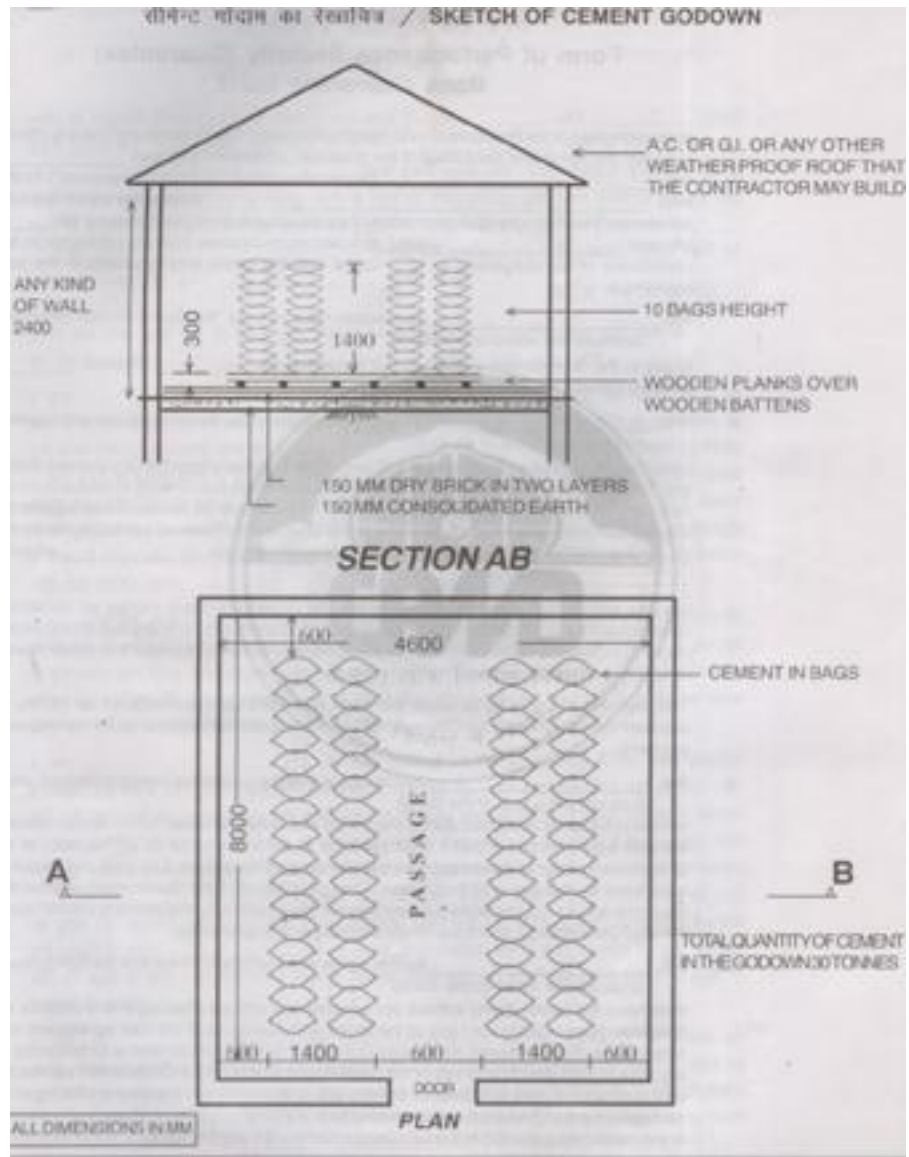 सीमेन्ट गोदाम का रेखाचित्र / SKETCH OF CEMENT GODOWN
A.C. OR G.I. OR ANY OTHER
WEATHER PROOF ROOF THAT
THE CONTRACTOR MAY BUILD
ANY KIND
OF WALL
2400
300
1400
10 BAGS HEIGHT
WOODEN PLANKS OVER
WOODEN BATTENS
150 MM DRY BRICK IN TWO LAYERS
150 MM CONSOLIDATED EARTH
SECTION AB
600
4600
CEMENT IN BAGS
8000
PASSAGE
A
B
TOTAL QUANTITY OF CEMENT
IN THE GODOWN 30 TONNES
600 1400 600 1400 600
DOOR
PLAN
ALL DIMENSIONS IN MM